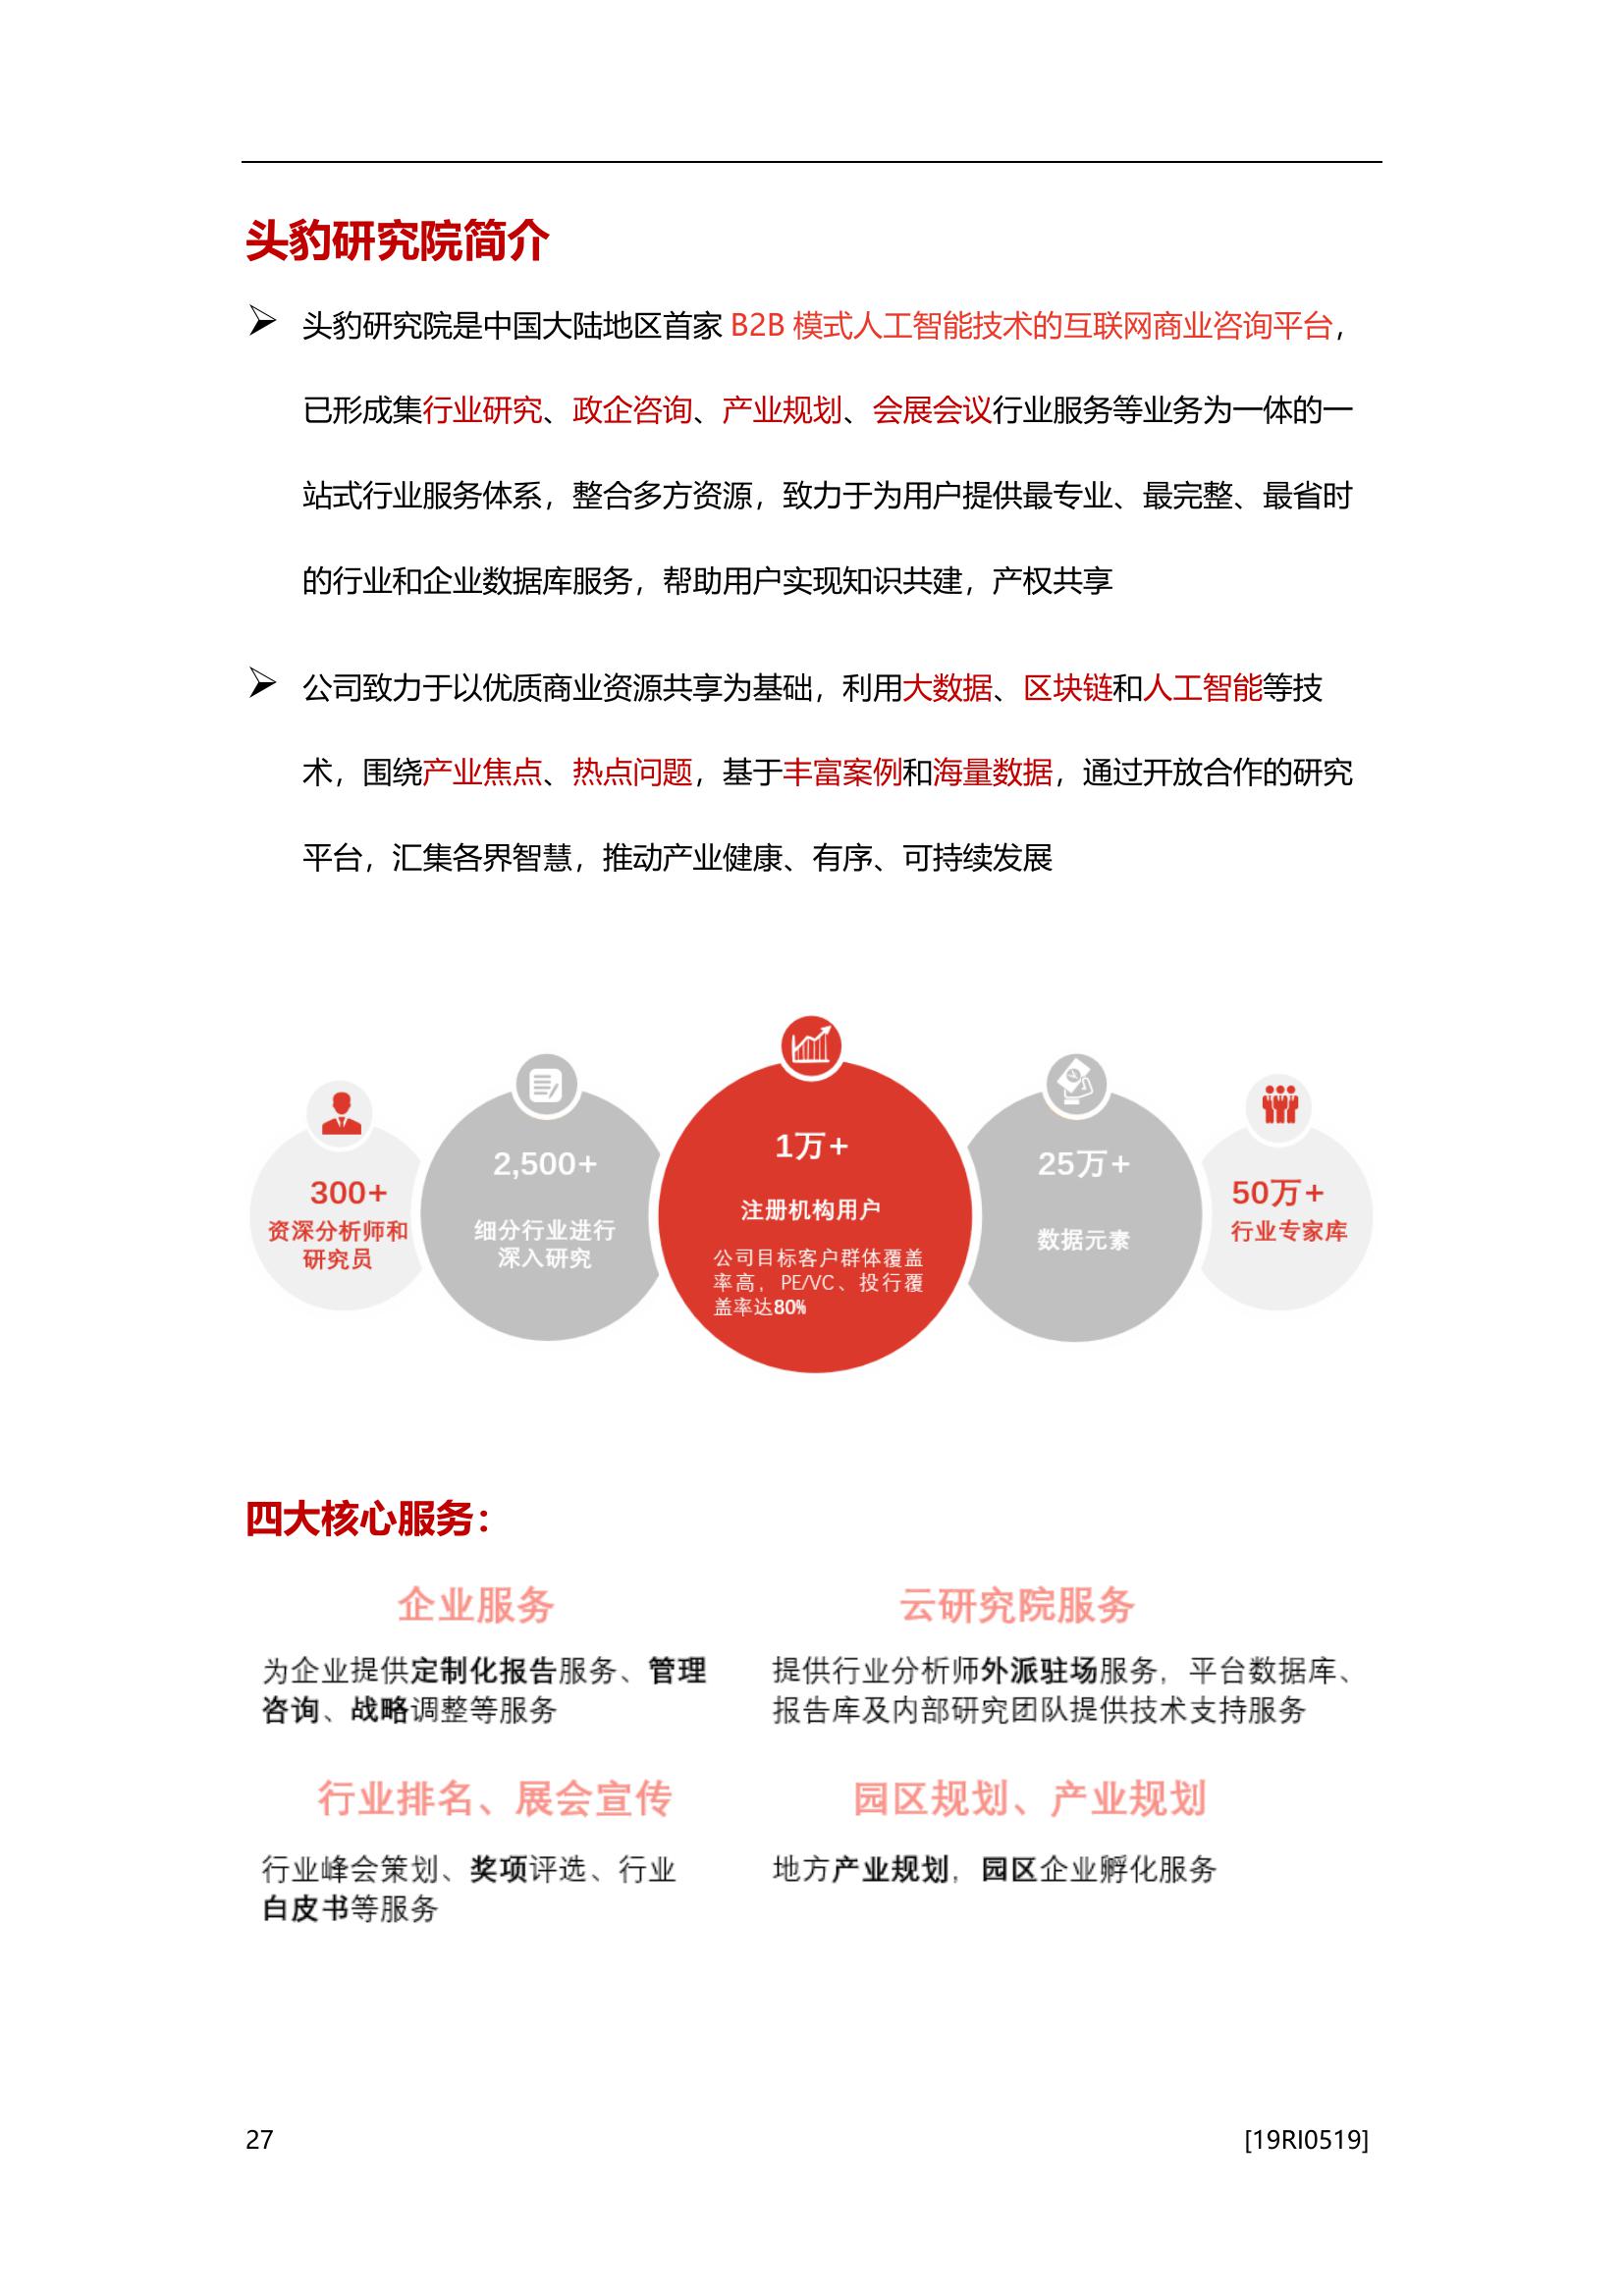 头豹研究院简介
➢ 头豹研究院是中国大陆地区首家 B2B 模式人工智能技术的互联网商业咨询平台，
已形成集行业研究、政企咨询、产业规划、会展会议行业服务等业务为一体的一
站式行业服务体系，整合多方资源，致力于为用户提供最专业、最完整、最省时
的行业和企业数据库服务，帮助用户实现知识共建，产权共享
➢ 公司致力于以优质商业资源共享为基础，利用大数据、区块链和人工智能等技
术，围绕产业焦点、热点问题，基于丰富案例和海量数据，通过开放合作的研究
平台，汇集各界智慧，推动产业健康、有序、可持续发展
300+
资深分析师和
研究员
2,500+
细分行业进行
深入研究
1万+
注册机构用户
公司目标客户群体覆盖
率高，PE/VC、投行覆
盖率达80%
25万+
数据元素
50万+
行业专家库
四大核心服务：
企业服务
为企业提供定制化报告服务、管理
咨询、战略调整等服务
云研究院服务
提供行业分析师外派驻场服务，平台数据库、
报告库及内部研究团队提供技术支持服务
行业排名、展会宣传
行业峰会策划、奖项评选、行业
白皮书等服务
园区规划、产业规划
地方产业规划，园区企业孵化服务
27
[19RI0519]